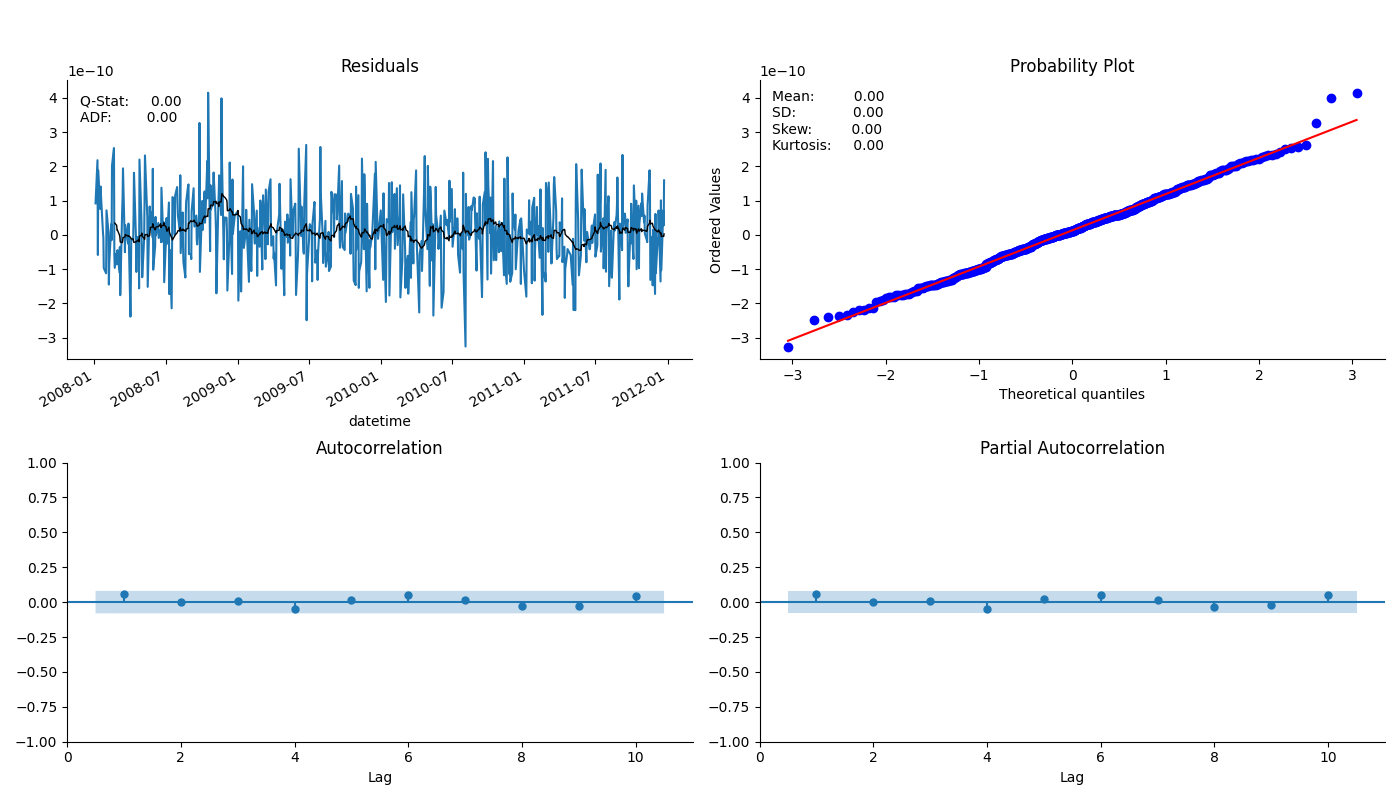 Residuals
1e−10
Q-Stat: 0.00
ADF: 0.00
4
3
2
1
0
−1
−2
−3
2008-01
2008-07
2009-01
2009-07
2010-01
2010-07
2011-01
2011-07
2012-01
datetime
Probability Plot
1e−10
Mean: 0.00
SD: 0.00
Skew: 0.00
Kurtosis: 0.00
Ordered Values
4
3
2
1
0
−1
−2
−3
−3 −2 −1 0 1 2 3
Theoretical quantiles
Autocorrelation
1.00
0.75
0.50
0.25
0.00
−0.25
−0.50
−0.75
−1.00
0 2 4 6 8 10
Lag
Partial Autocorrelation
1.00
0.75
0.50
0.25
0.00
−0.25
−0.50
−0.75
−1.00
0 2 4 6 8 10
Lag